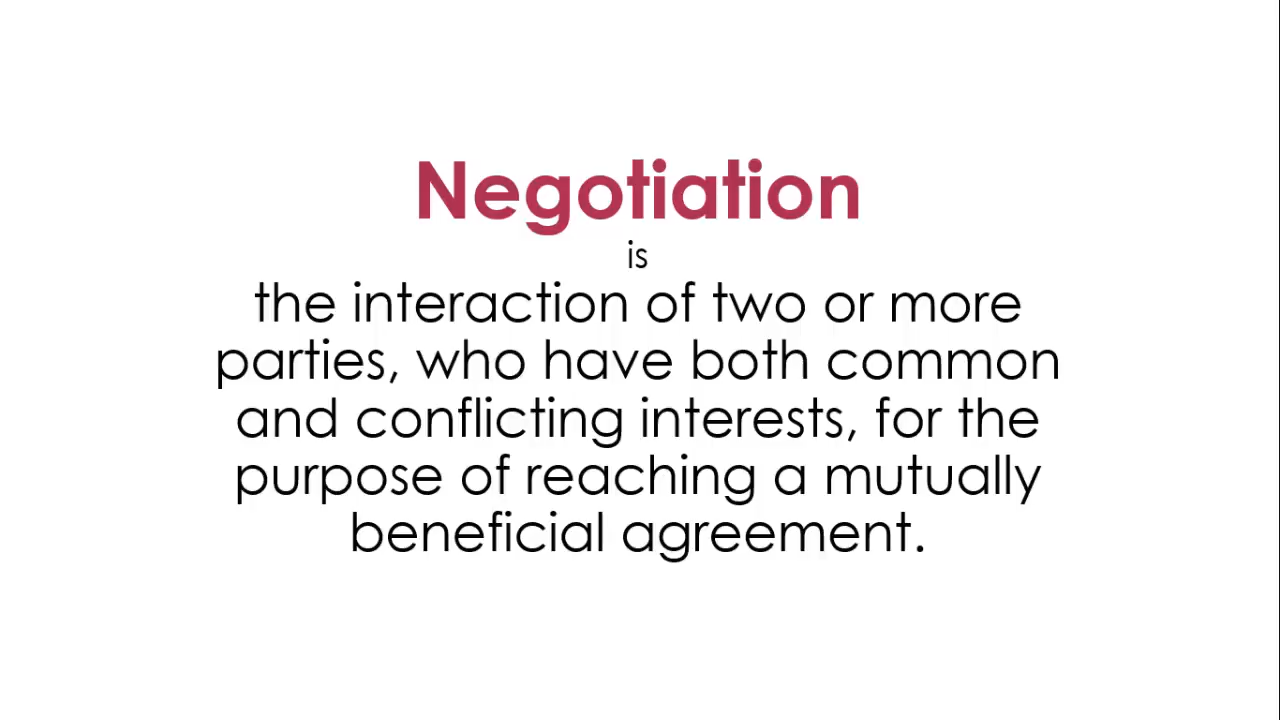 Negotiation
is
the interaction of two or more
parties, who have both common
and conflicting interests, for the
purpose of reaching a mutually
beneficial agreement.